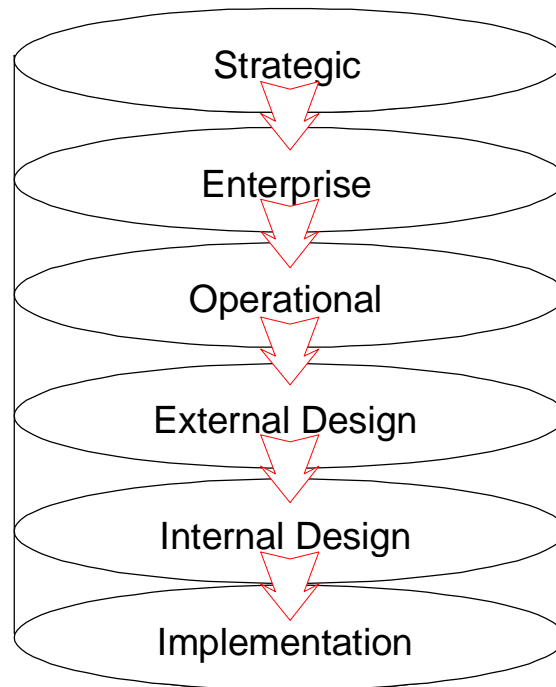 Strategic
Enterprise
Operational
External Design
Internal Design
Implementation